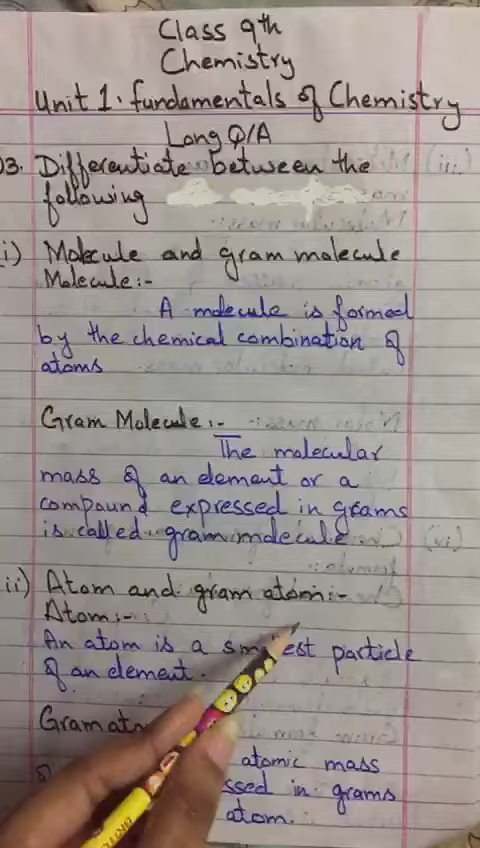 Class 9th
Chemistry
Unit 1. fundamentals of Chemistry
Long Q/A
03. Differentiate between the
following
i) Molecule and gram molecule
Molecule:-
A molecule is formed
by the chemical combination of
atoms
Gram Molecule:-
The molecular
mass of an element or a
compound expressed in grams
is called gram molecule
ii) Atom and gram atom:-
Atom:-
An atom is a smallest particle
of an element.
Gram
atomic mass
in grams
atom.